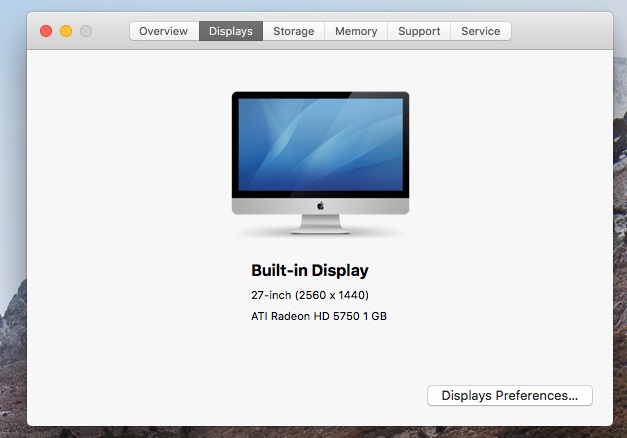 Overview Displays Storage Memory Support Service
Built-in Display
27-inch (2560 x 1440)
ATI Radeon HD 5750 1 GB
Displays Preferences...